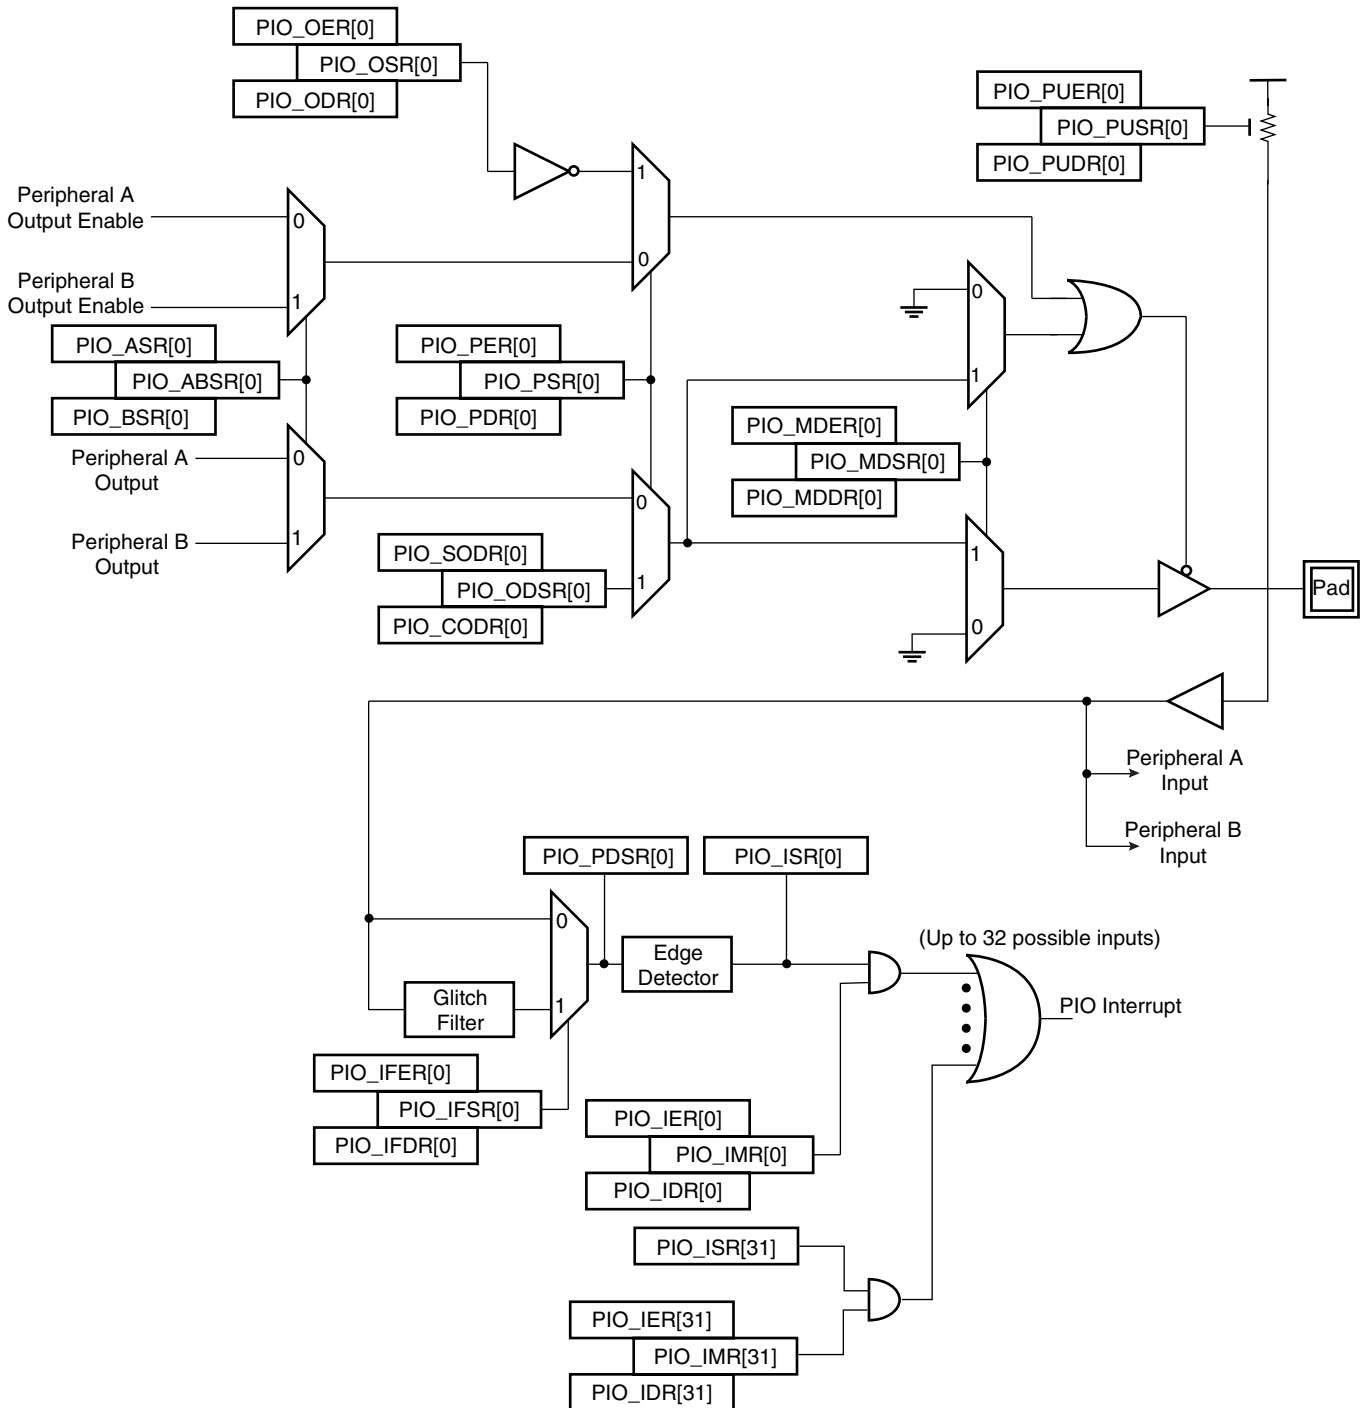 PIO_OER[0]
PIO_OSR[0]
PIO_ODR[0]
PIO_PUER[0]
PIO_PUSR[0]
PIO_PUDR[0]
1
0
Peripheral A
Output Enable
0
Peripheral B
Output Enable
1
0
1
PIO_ASR[0]
PIO_ABSR[0]
PIO_BSR[0]
PIO_PER[0]
PIO_PSR[0]
PIO_PDR[0]
PIO_MDER[0]
PIO_MDSR[0]
PIO_MDDR[0]
Peripheral A
Output
0
Peripheral B
Output
1
0
1
PIO_SODR[0]
PIO_ODSR[0]
PIO_CODR[0]
1
0
Pad
Peripheral A
Input
Peripheral B
Input
PIO_PDSR[0]
PIO_ISR[0]
0
1
Edge
Detector
Glitch
Filter
(Up to 32 possible inputs)
PIO Interrupt
PIO_IFER[0]
PIO_IFSR[0]
PIO_IFDR[0]
PIO_IER[0]
PIO_IMR[0]
PIO_IDR[0]
PIO_ISR[31]
PIO_IER[31]
PIO_IMR[31]
PIO_IDR[31]